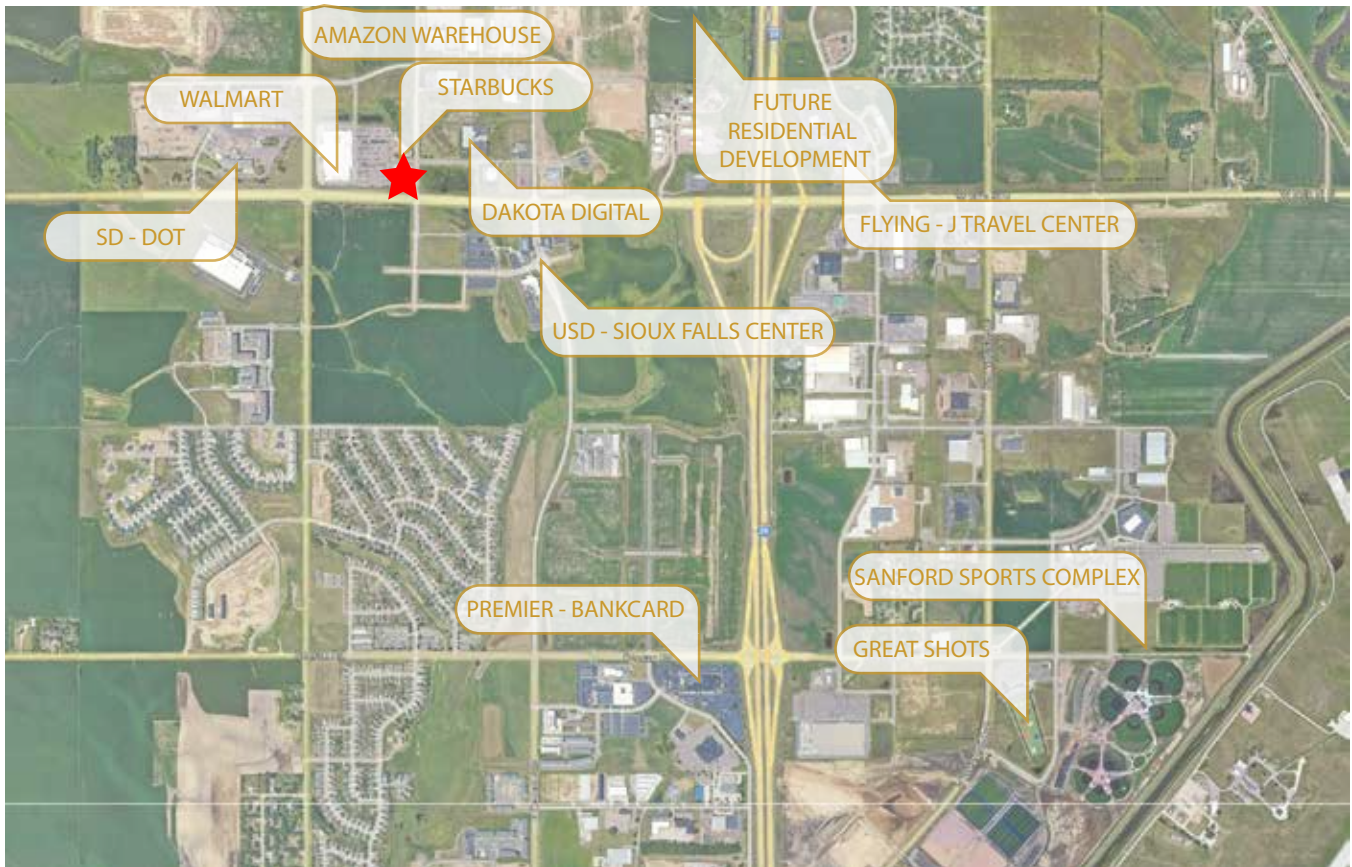 AMAZON WAREHOUSE
STARBUCKS
WALMART
FUTURE
RESIDENTIAL
DEVELOPMENT
DAKOTA DIGITAL
SD - DOT
FLYING - J TRAVEL CENTER
USD - SIOUX FALLS CENTER
SANFORD SPORTS COMPLEX
PREMIER - BANKCARD
GREAT SHOTS